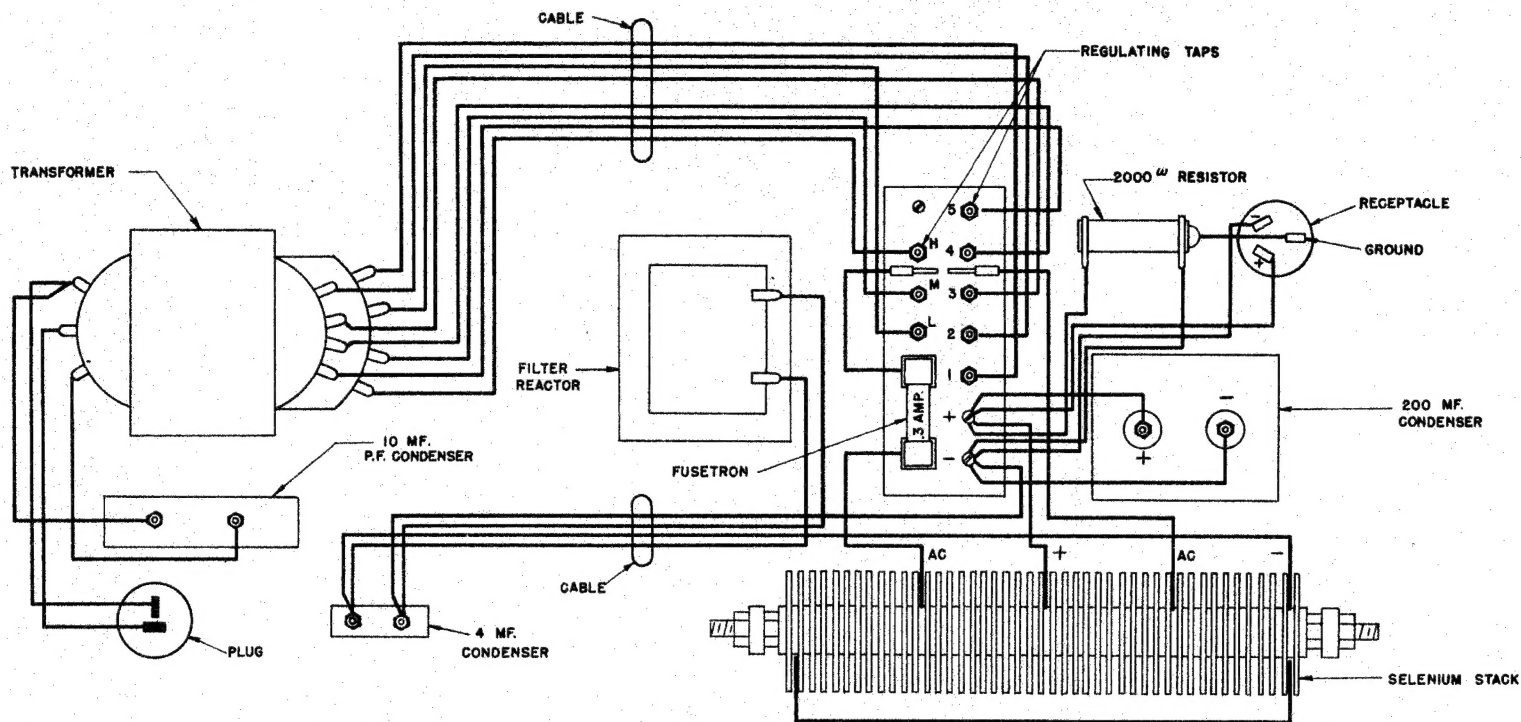 CABLE
REGULATING TAPS
TRANSFORMER
2000 ω RESISTOR
RECEPTACLE
GROUND
5
H
4
M
3
L
2
1
3 AMP.
+
-
-
+
FILTER
REACTOR
FUSETRON
+
-
200 MF.
CONDENSER
10 MF.
P.F. CONDENSER
CABLE
AC
+
AC
-
PLUG
4 MF.
CONDENSER
SELENIUM STACK